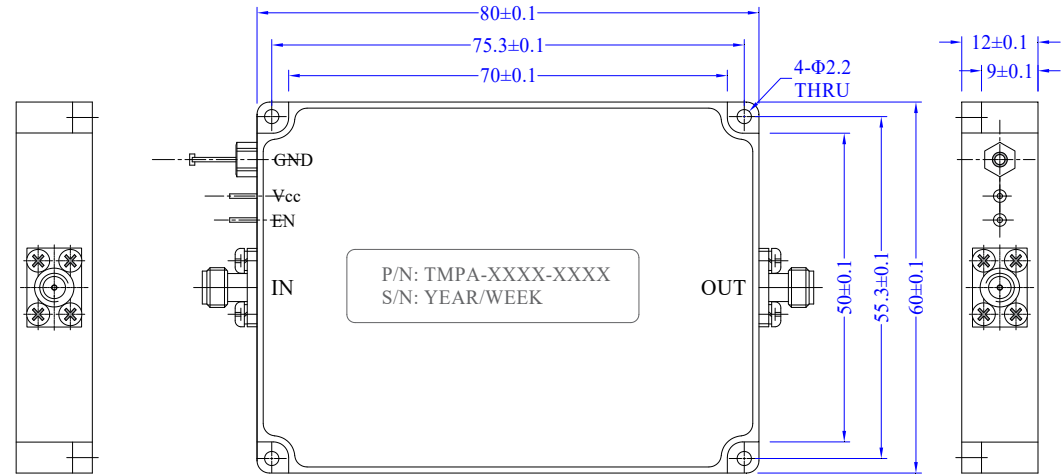 80±0.1
75.3±0.1
70±0.1
4-Φ2.2
THRU
12±0.1
9±0.1
GND
Vcc
EN
IN
P/N: TMPA-XXXX-XXXX
S/N: YEAR/WEEK
OUT
50±0.1
55.3±0.1
60±0.1